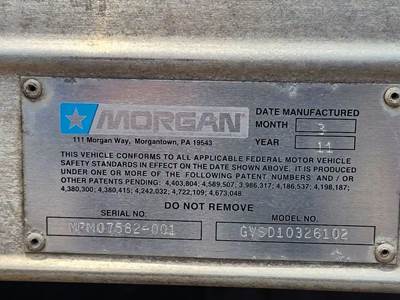 MORGAN
DATE MANUFACTURED
MONTH 3
YEAR 11
111 Morgan Way, Morgantown, PA 19543
THIS VEHICLE CONFORMS TO ALL APPLICABLE FEDERAL MOTOR VEHICLE
SAFETY STANDARDS IN EFFECT ON THE DATE SHOWN ABOVE. IT IS PRODUCED
UNDER ONE OR MORE OF THE FOLLOWING PATENT NUMBERS AND / OR
OTHER PATENTS PENDING: 4,403,804; 4,589,507; 3,986,317; 4,186,537; 4,198,187;
4,380,300; 4,380,415; 4,242,032; 4,722,109; 4,673,048
DO NOT REMOVE
SERIAL NO. MODEL NO.
MRM07582-001 GVSD10326102